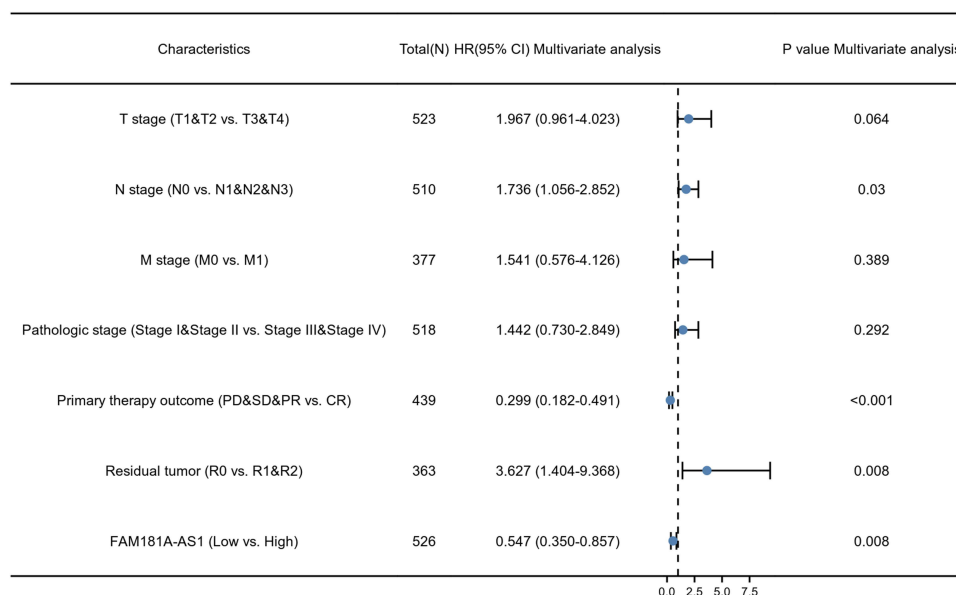 Characteristics Total(N) HR(95% CI) Multivariate analysis P value Multivariate analysis
T stage (T1&T2 vs. T3&T4) 523 1.967 (0.961-4.023) 0.064
N stage (N0 vs. N1&N2&N3) 510 1.736 (1.056-2.852) 0.03
M stage (M0 vs. M1) 377 1.541 (0.576-4.126) 0.389
Pathologic stage (Stage I&Stage II vs. Stage III&Stage IV) 518 1.442 (0.730-2.849) 0.292
Primary therapy outcome (PD&SD&PR vs. CR) 439 0.299 (0.182-0.491) <0.001
Residual tumor (R0 vs. R1&R2) 363 3.627 (1.404-9.368) 0.008
FAM181A-AS1 (Low vs. High) 526 0.547 (0.350-0.857) 0.008
0.0 2.5 5.0 7.5